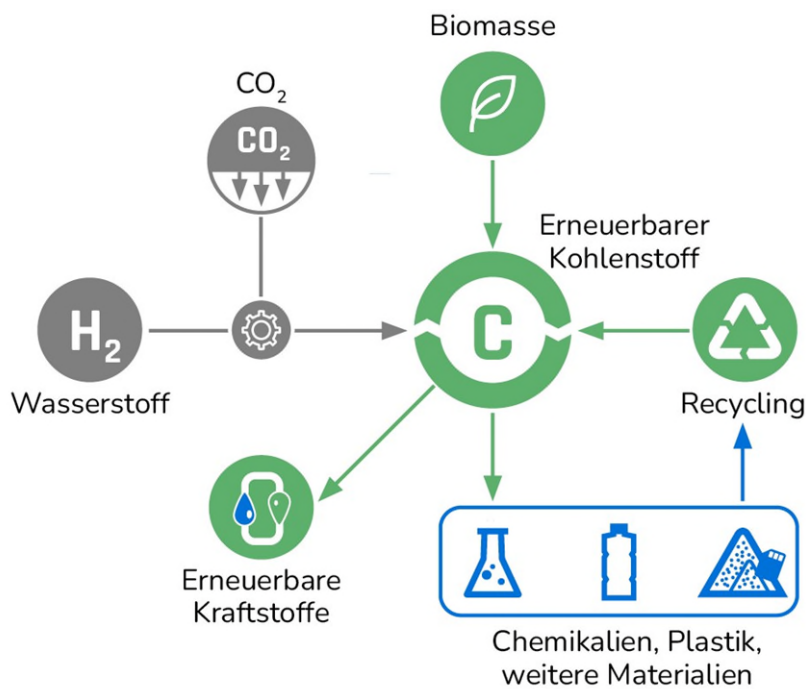 Biomasse
CO₂
CO₂
Erneuerbarer
Kohlenstoff
H₂
C
Wasserstoff
Recycling
Erneuerbare
Kraftstoffe
Chemikalien, Plastik,
weitere Materialien